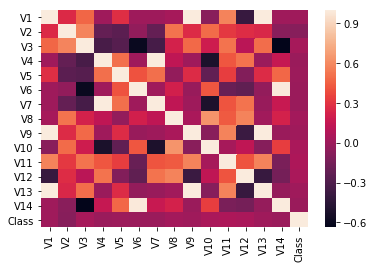 V1
V2
V3
V4
V5
V6
V7
V8
V9
V10
V11
V12
V13
V14
Class
V1
V2
V3
V4
V5
V6
V7
V8
V9
V10
V11
V12
V13
V14
Class
0.9
0.6
0.3
0.0
−0.3
−0.6